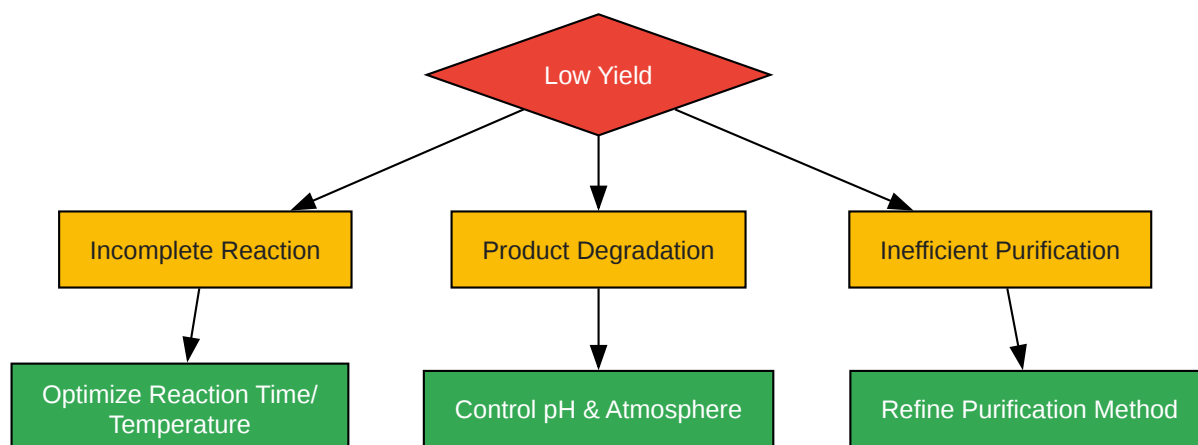 Low Yield
Incomplete Reaction
Product Degradation
Inefficient Purification
Optimize Reaction Time/
Temperature
Control pH & Atmosphere
Refine Purification Method